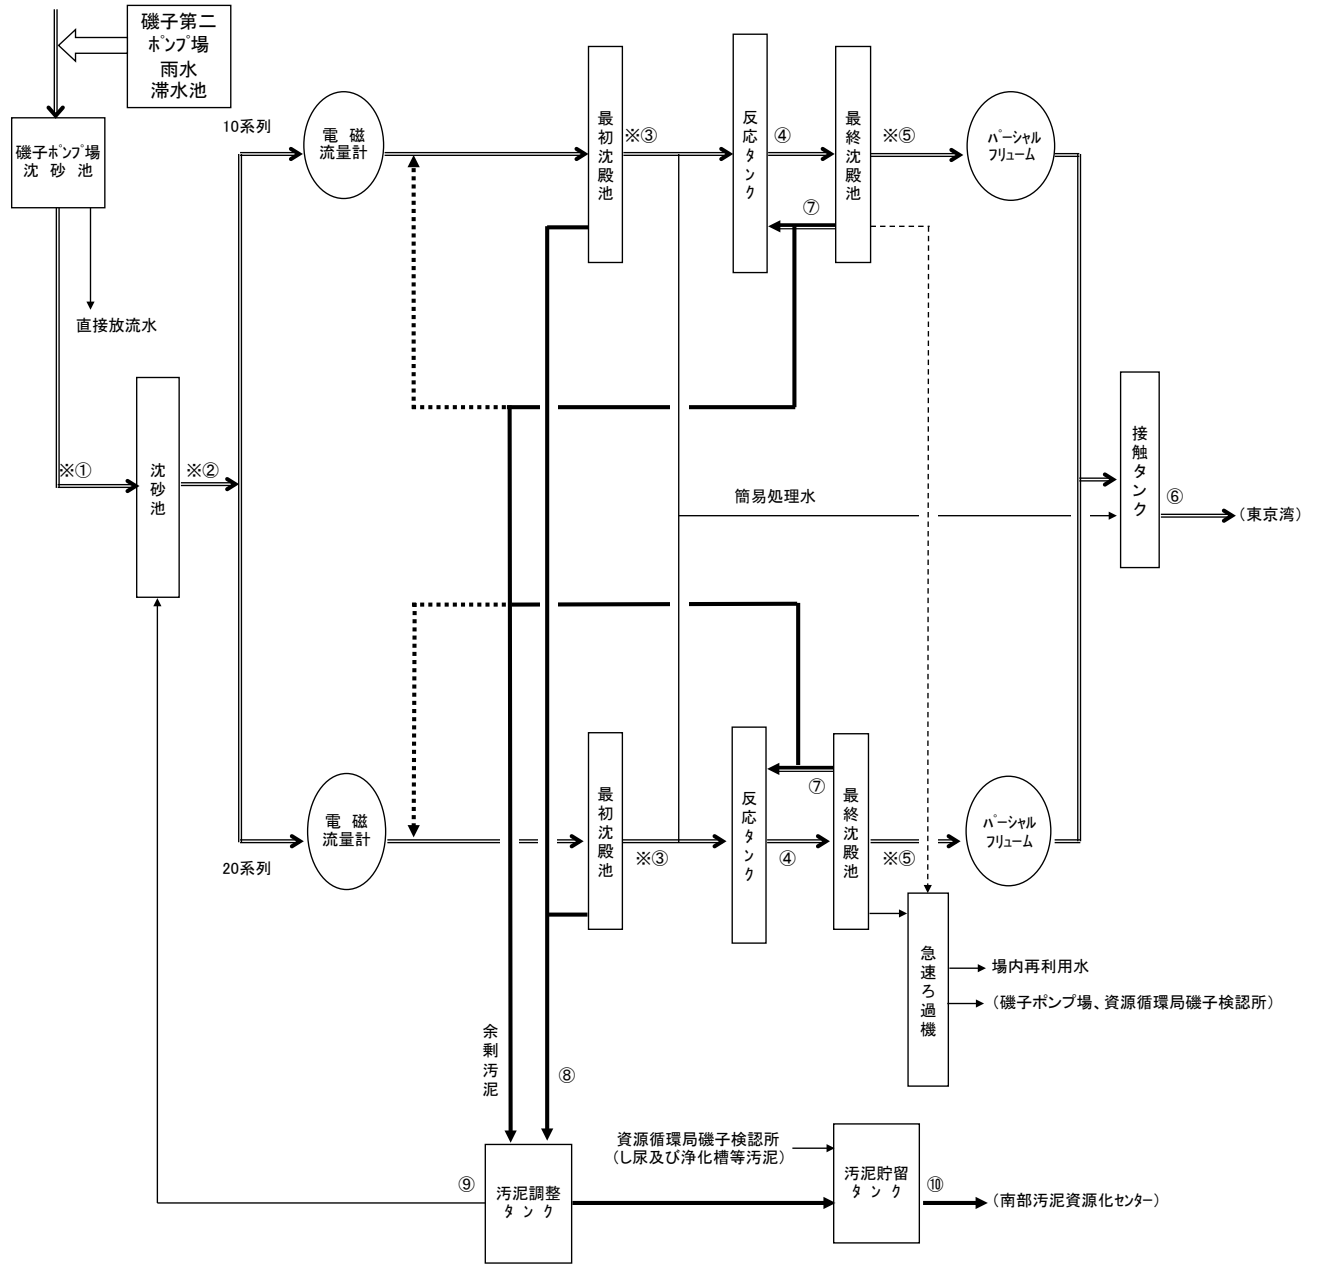 磯子第二
ﾎﾟﾝﾌﾟ場
雨水
滞水池
磯子ﾎﾟﾝﾌﾟ場
沈 砂 池
直接放流水
※①
沈砂池
※②
10系列
電 磁
流量計
最初沈殿池
※③
反応タンク
④
最終沈殿池
※⑤
⑦
ﾊﾟｰｼｬﾙ
ﾌﾘｭｰﾑ
簡易処理水
接触タンク
⑥
(東京湾)
20系列
電 磁
流量計
最初沈殿池
※③
反応タンク
④
⑦
最終沈殿池
※⑤
ﾊﾟｰｼｬﾙ
ﾌﾘｭｰﾑ
急速ろ過機
場内再利用水
(磯子ポンプ場、資源循環局磯子検認所)
余剰汚泥
⑧
⑨
汚泥調整
タ ン ク
資源循環局磯子検認所
(し尿及び浄化槽等汚泥)
汚泥貯留
タ ン ク
⑩
(南部汚泥資源化ｾﾝﾀｰ)